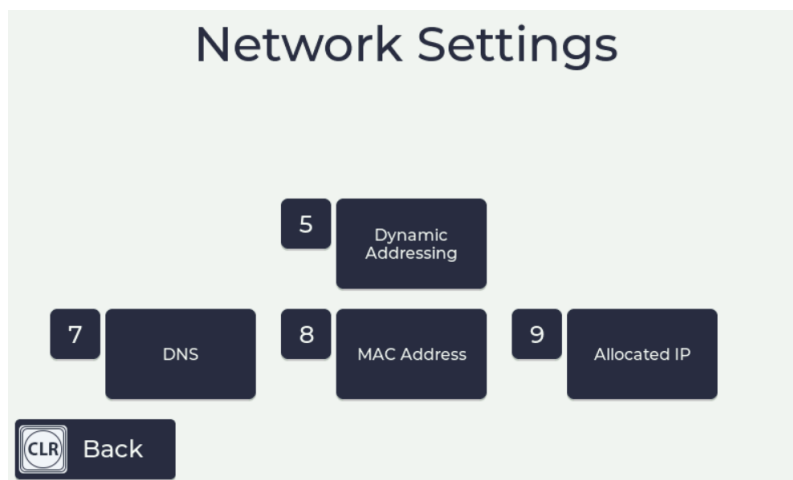 Network Settings
5
Dynamic
Addressing
7
DNS
8
MAC Address
9
Allocated IP
CLR
Back